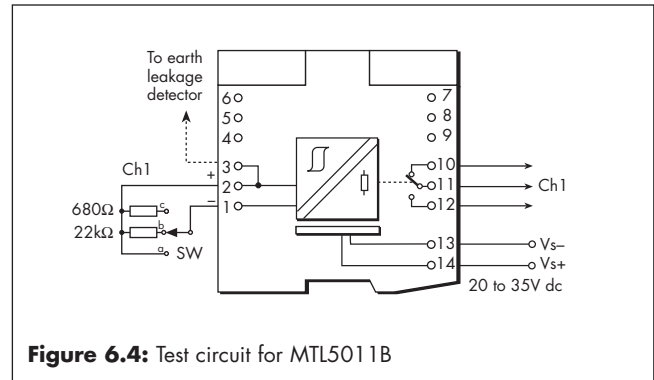 To earth
leakage
detector
6
5
4
3
2
1
7
8
9
10
11
12
13
14
Ch1
+
–
680Ω
22kΩ
c
b
a
SW
Ch1
Vs–
Vs+
20 to 35V dc
Figure 6.4: Test circuit for MTL5011B